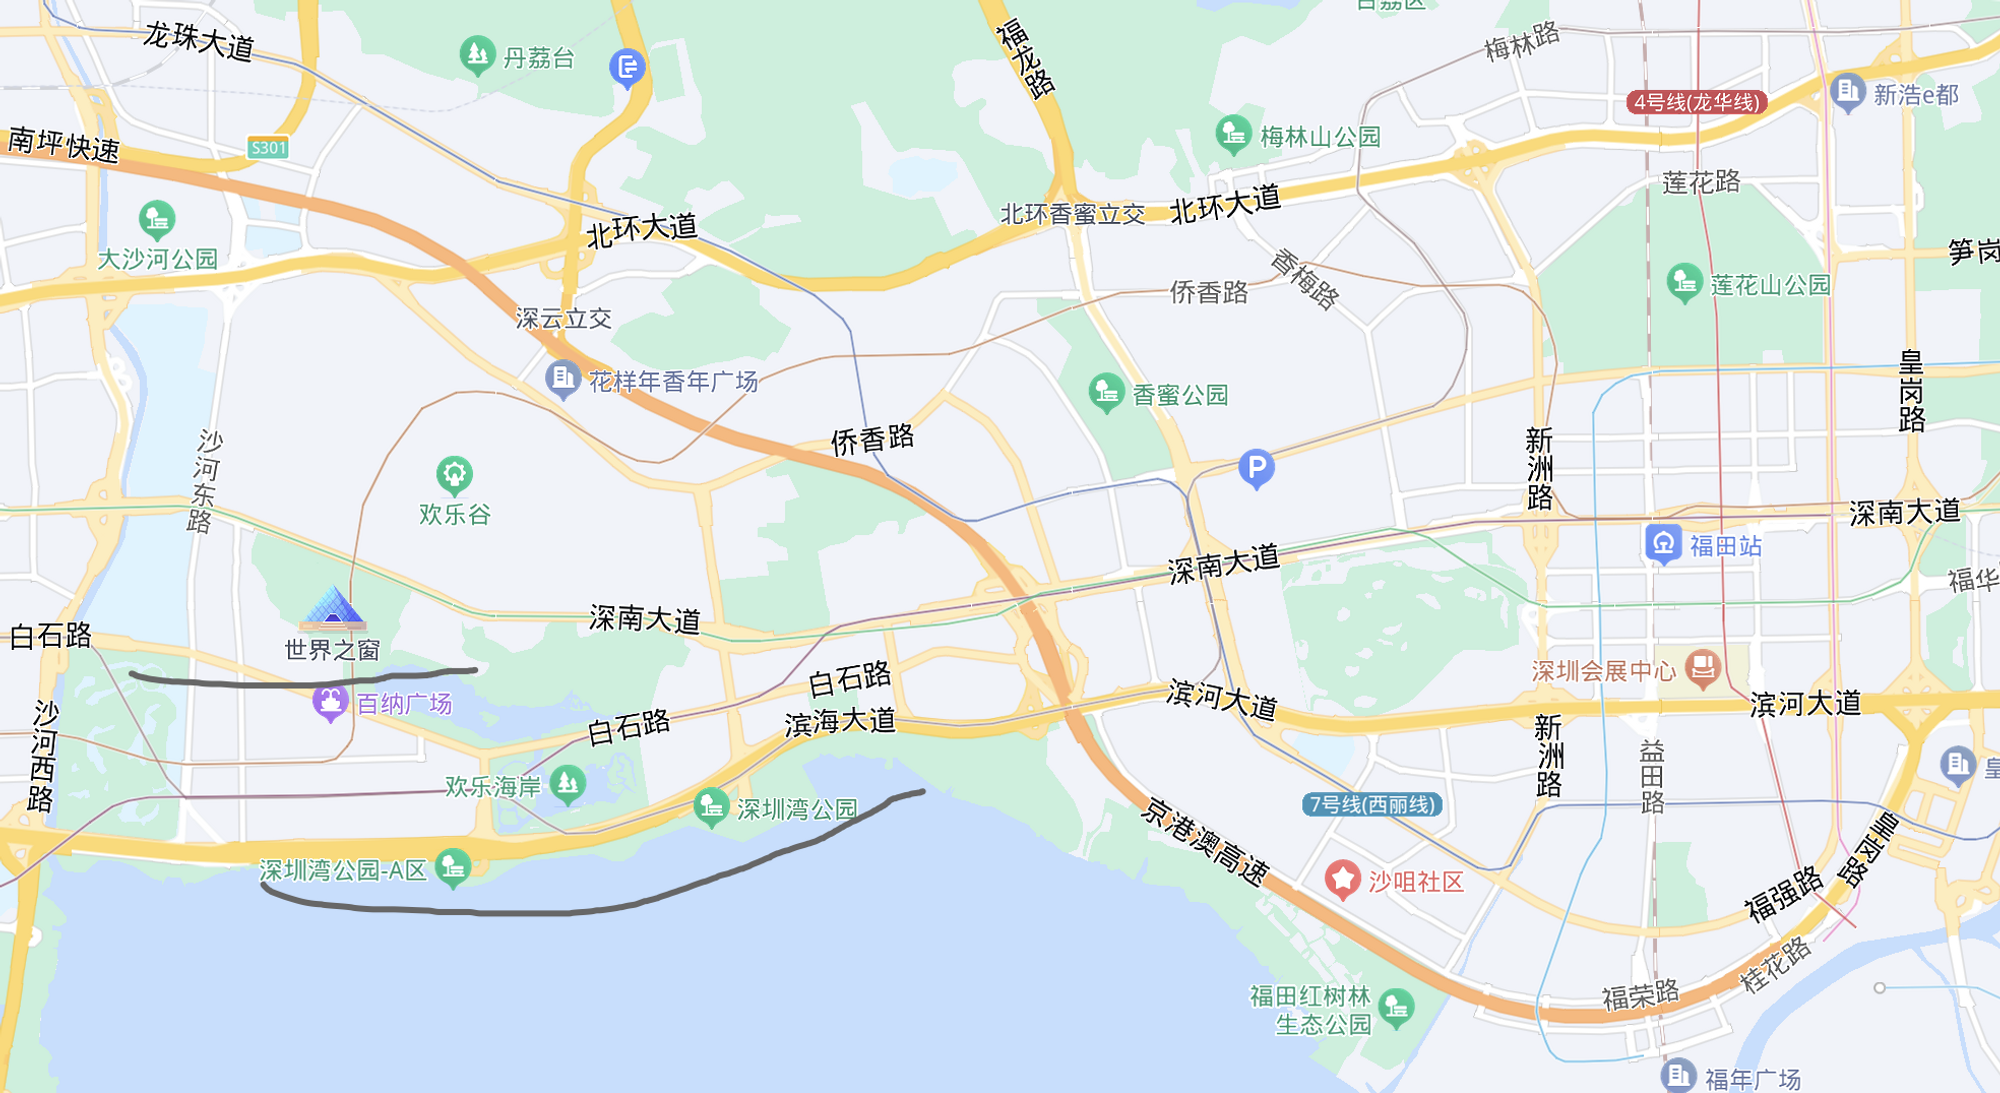 百荔区
龙珠大道
丹荔台
福龙路
梅林路
4号线(龙华线)
新浩e都
南坪快速
S301
梅林山公园
莲花路
大沙河公园
北环大道
北环香蜜立交
北环大道
笋岗
香梅路
侨香路
莲花山公园
深云立交
花样年香年广场
香蜜公园
皇岗路
侨香路
沙河东路
欢乐谷
P
新洲路
深南大道
福田站
深南大道
福华
深南大道
白石路
世界之窗
深圳会展中心
白石路
百纳广场
滨河大道
滨河大道
沙河西路
白石路
滨海大道
新洲路
益田路
皇
欢乐海岸
深圳湾公园
7号线(西丽线)
京港澳高速
皇岗路
深圳湾公园-A区
沙咀社区
福强路
桂花路
福田红树林
生态公园
福荣路
福年广场